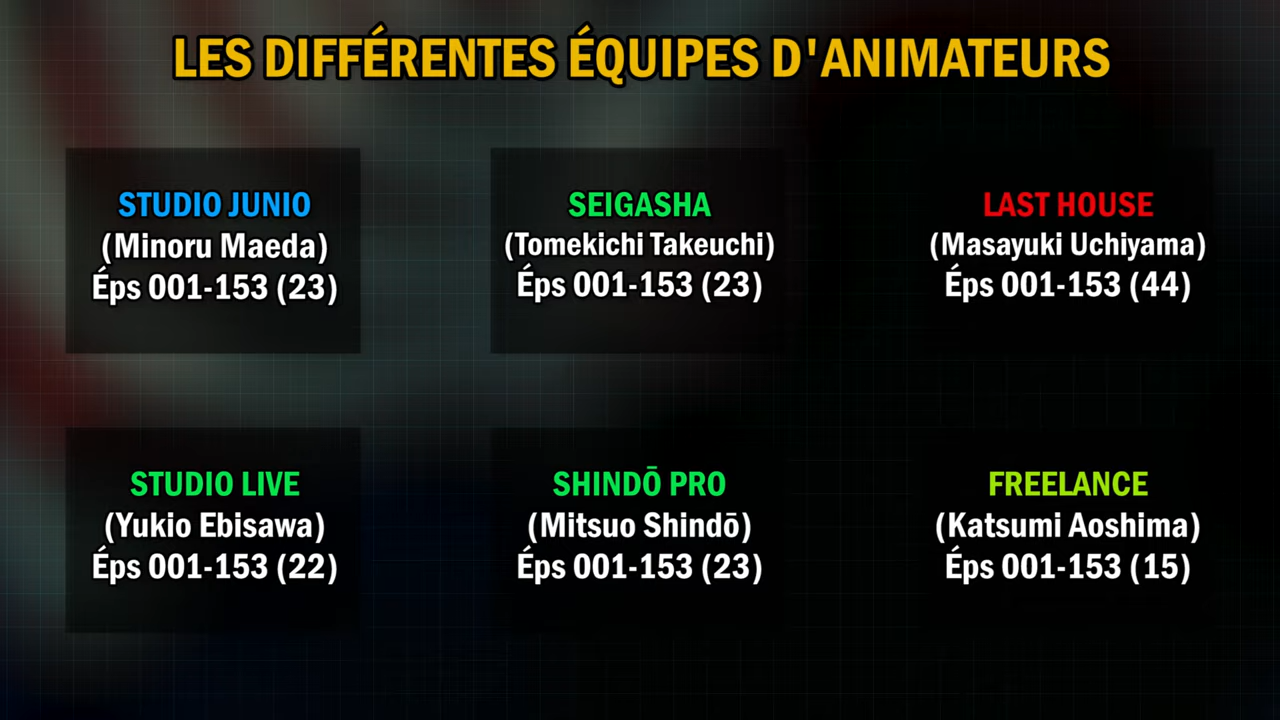 LES DIFFÉRENTES ÉQUIPES D'ANIMATEURS
STUDIO JUNIO
(Minoru Maeda)
Éps 001-153 (23)
SEIGASHA
(Tomekichi Takeuchi)
Éps 001-153 (23)
LAST HOUSE
(Masayuki Uchiyama)
Éps 001-153 (44)
STUDIO LIVE
(Yukio Ebisawa)
Éps 001-153 (22)
SHINDŌ PRO
(Mitsuo Shindō)
Éps 001-153 (23)
FREELANCE
(Katsumi Aoshima)
Éps 001-153 (15)